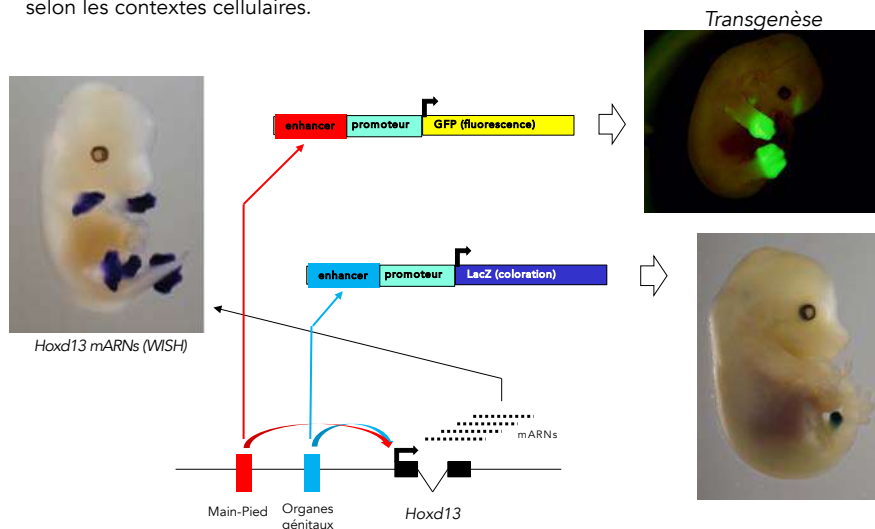 selon les contextes cellulaires.
Transgenèse
enhancer promoteur GFP (fluorescence)
enhancer promoteur LacZ (coloration)
Hoxd13 mARNs (WISH)
mARNs
Main-Pied
Organes
génitaux
Hoxd13